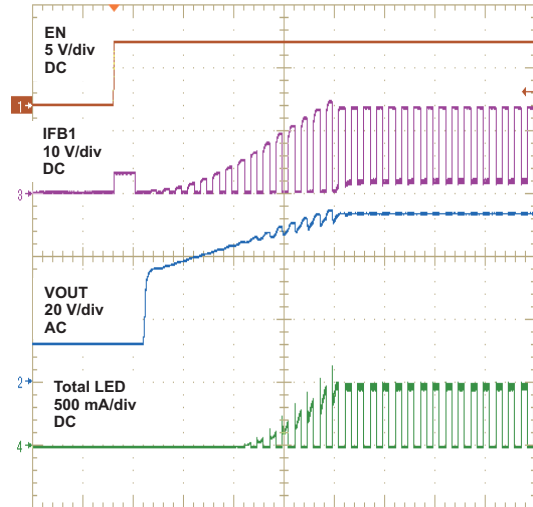 EN
5 V/div
DC
1
IFB1
10 V/div
DC
3
VOUT
20 V/div
AC
2
Total LED
500 mA/div
DC
4